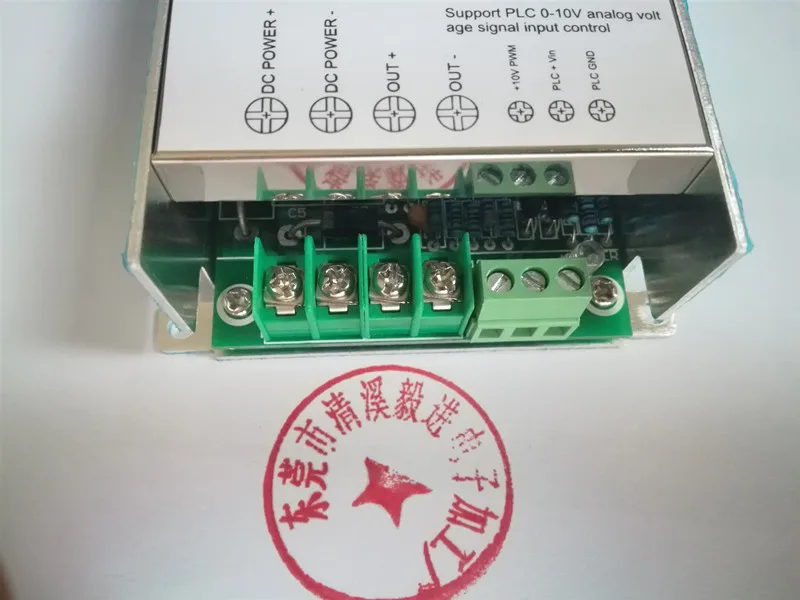 Support PLC 0-10V analog volt
age signal input control
DC POWER +
DC POWER -
OUT +
OUT -
+10V PWM
PLC + Vin
PLC GND
C5
东莞市清溪毅进电子加工厂